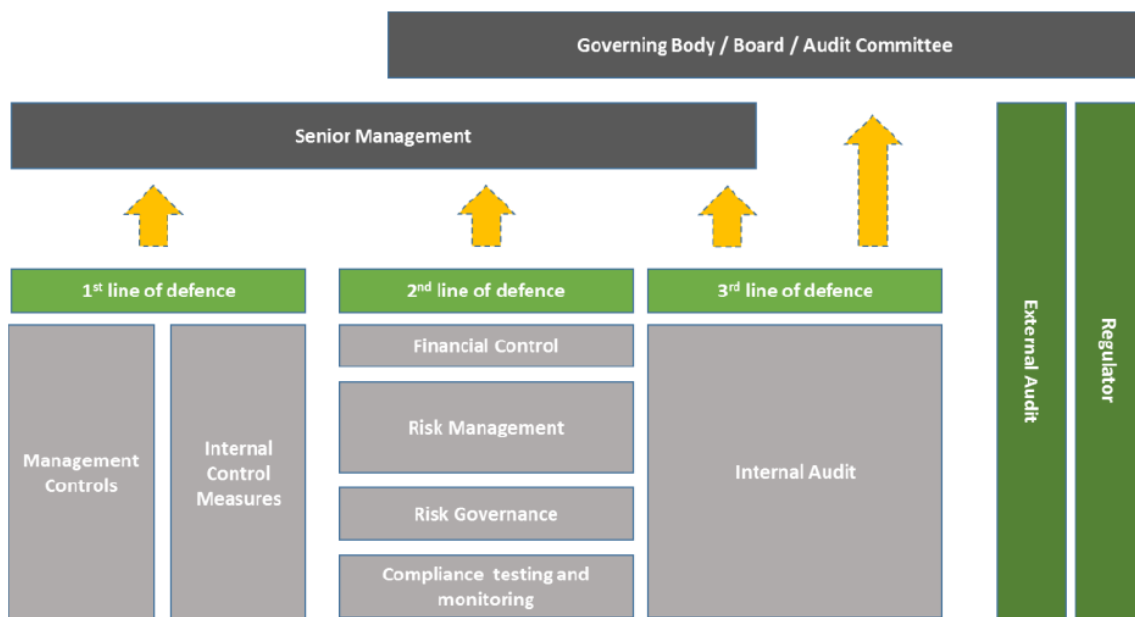 Governing Body / Board / Audit Committee
Senior Management
1st line of defence
2nd line of defence
3rd line of defence
Management
Controls
Internal
Control
Measures
Financial Control
Risk Management
Risk Governance
Compliance testing and
monitoring
Internal Audit
External Audit
Regulator